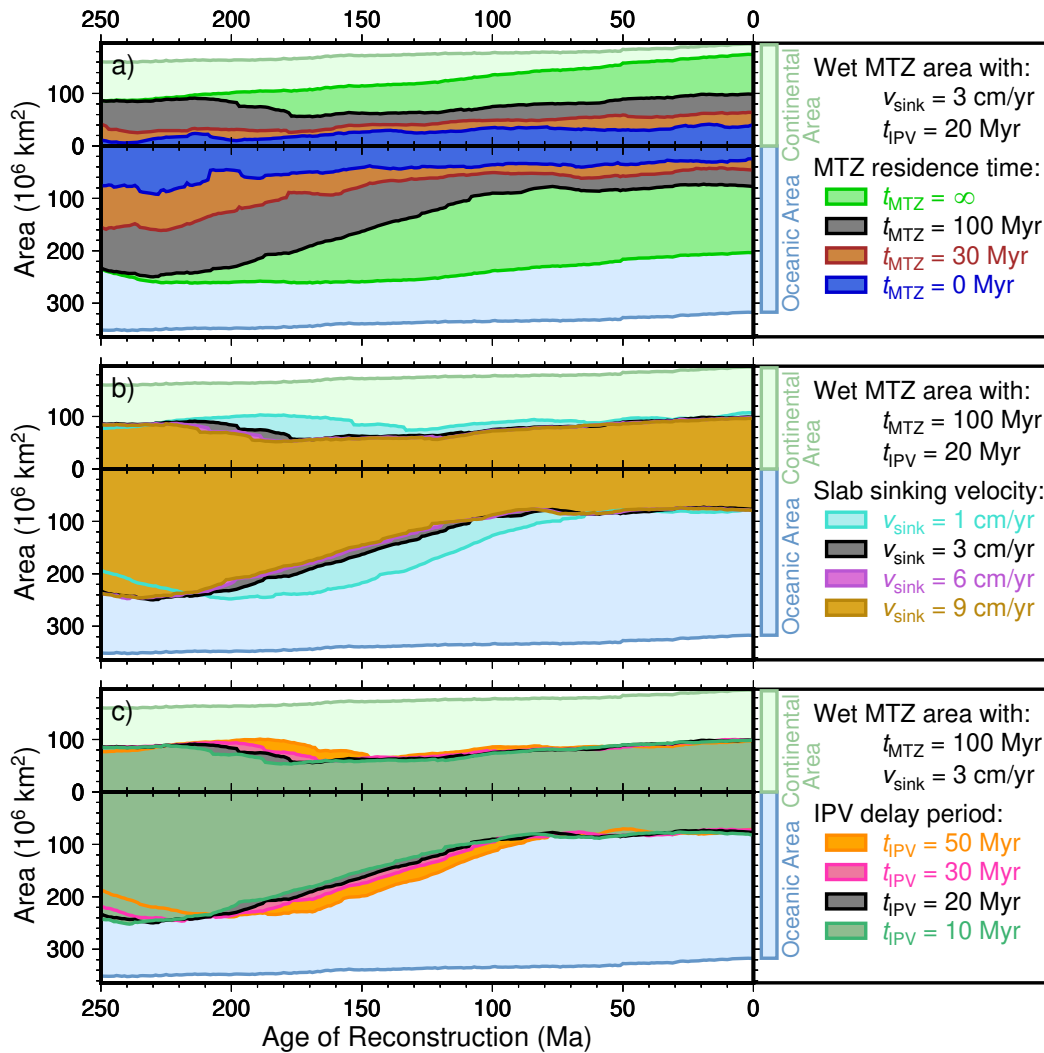 250 200 150 100 50 0
a)
100
0
100
200
300
Area (10⁶ km²)
Continental Area
Oceanic Area
Wet MTZ area with:
v_sink = 3 cm/yr
t_IPV = 20 Myr
MTZ residence time:
t_MTZ = ∞
t_MTZ = 100 Myr
t_MTZ = 30 Myr
t_MTZ = 0 Myr
b)
100
0
100
200
300
Area (10⁶ km²)
Continental Area
Oceanic Area
Wet MTZ area with:
t_MTZ = 100 Myr
t_IPV = 20 Myr
Slab sinking velocity:
v_sink = 1 cm/yr
v_sink = 3 cm/yr
v_sink = 6 cm/yr
v_sink = 9 cm/yr
c)
100
0
100
200
300
Area (10⁶ km²)
Continental Area
Oceanic Area
Wet MTZ area with:
t_MTZ = 100 Myr
v_sink = 3 cm/yr
IPV delay period:
t_IPV = 50 Myr
t_IPV = 30 Myr
t_IPV = 20 Myr
t_IPV = 10 Myr
250 200 150 100 50 0
Age of Reconstruction (Ma)